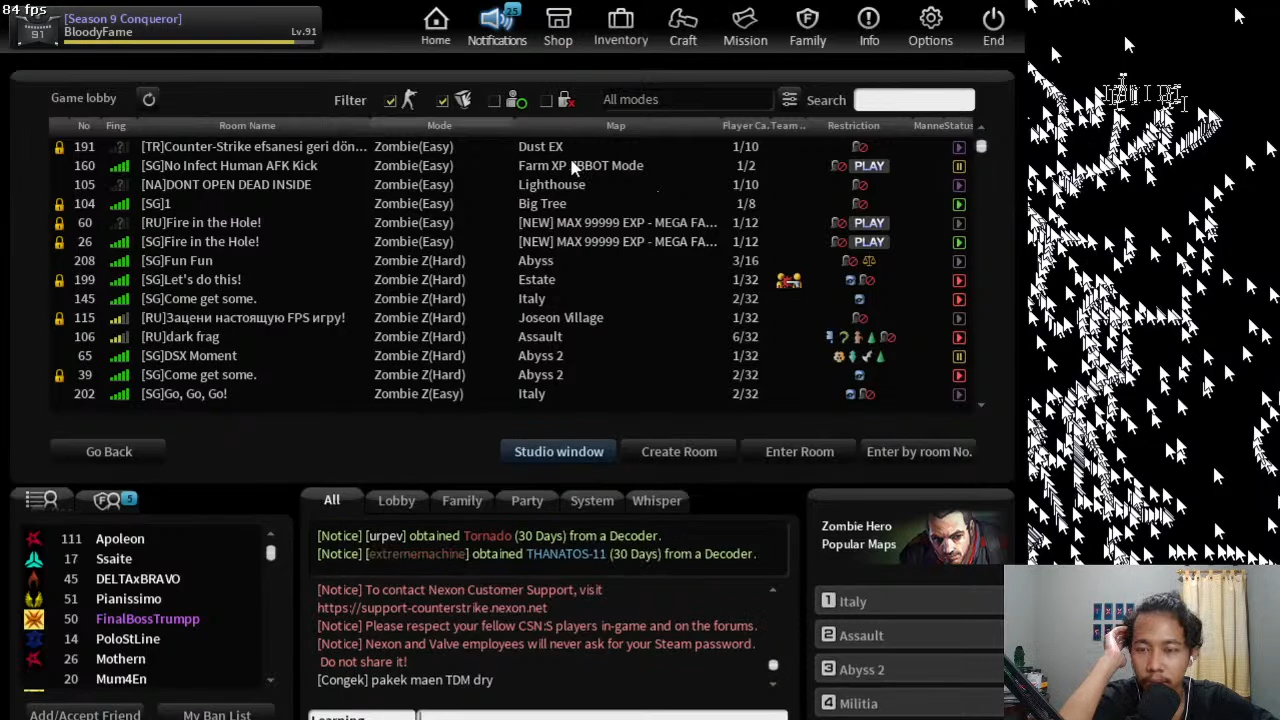 84 fps
[Season 9 Conqueror]
BloodyFame
91
Lv.91
25
Home
Notifications
Shop
Inventory
Craft
Mission
Family
Info
Options
End
Game lobby
Filter
All modes
Search
No Ping Room Name Mode Map Player Ca. Team .. Restriction Manne Status
191 [TR]Counter-Strike efsanesi geri dön... Zombie(Easy) Dust EX 1/10
160 [SG]No Infect Human AFK Kick Zombie(Easy) Farm XP BOT Mode 1/2 PLAY
105 [NA]DONT OPEN DEAD INSIDE Zombie(Easy) Lighthouse 1/10
104 [SG]1 Zombie(Easy) Big Tree 1/8
60 [RU]Fire in the Hole! Zombie(Easy) [NEW] MAX 99999 EXP - MEGA FA... 1/12 PLAY
26 [SG]Fire in the Hole! Zombie(Easy) [NEW] MAX 99999 EXP - MEGA FA... 1/12 PLAY
208 [SG]Fun Fun Zombie Z(Hard) Abyss 3/16
199 [SG]Let's do this! Zombie Z(Hard) Estate 1/32
145 [SG]Come get some. Zombie Z(Hard) Italy 2/32
115 [RU]Зацени настоящую FPS игру! Zombie Z(Hard) Joseon Village 1/32
106 [RU]dark frag Zombie Z(Hard) Assault 6/32
65 [SG]DSX Moment Zombie Z(Hard) Abyss 2 1/32
39 [SG]Come get some. Zombie Z(Hard) Abyss 2 2/32
202 [SG]Go, Go, Go! Zombie Z(Easy) Italy 2/32
Go Back
Studio window
Create Room
Enter Room
Enter by room No.
5
111 Apoleon
17 Ssaite
45 DELTAxBRAVO
51 Pianissimo
50 FinalBossTrumpp
14 PoloStLine
26 Mothern
20 Mum4En
Add/Accept Friend
My Ban List
All
Lobby
Family
Party
System
Whisper
[Notice] [urpev] obtained Tornado (30 Days) from a Decoder.
[Notice] [extrememachine] obtained THANATOS-11 (30 Days) from a Decoder.
[Notice] To contact Nexon Customer Support, visit
https://support-counterstrike.nexon.net
[Notice] Please respect your fellow CSN:S players in-game and on the forums.
[Notice] Nexon and Valve employees will never ask for your Steam password.
Do not share it!
[Congek] pakek maen TDM dry
Learning
Zombie Hero
Popular Maps
1 Italy
2 Assault
3 Abyss 2
4 Militia